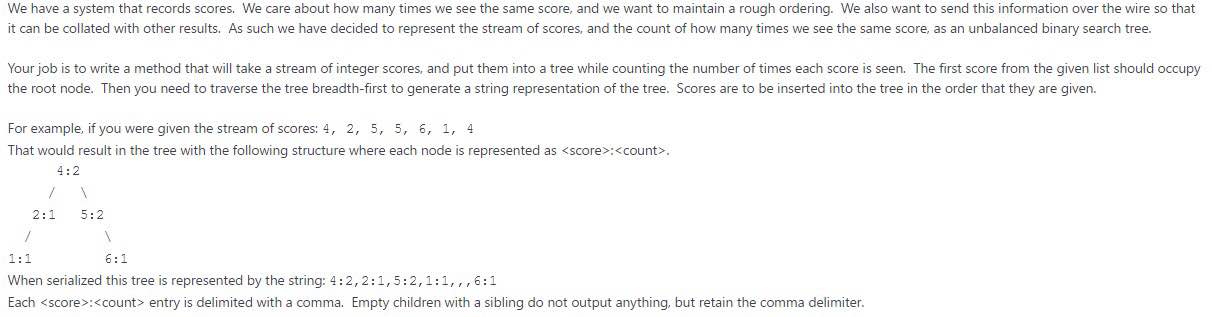 We have a system that records scores.  We care about how many times we see the same score, and we want to maintain a rough ordering.  We also want to send this information over the wire so that
it can be collated with other results.  As such we have decided to represent the stream of scores, and the count of how many times we see the same score, as an unbalanced binary search tree.
Your job is to write a method that will take a stream of integer scores, and put them into a tree while counting the number of times each score is seen.  The first score from the given list should occupy
the root node.  Then you need to traverse the tree breadth-first to generate a string representation of the tree.  Scores are to be inserted into the tree in the order that they are given.
For example, if you were given the stream of scores: 4, 2, 5, 5, 6, 1, 4
That would result in the tree with the following structure where each node is represented as <score>:<count>.
4:2
/ \
2:1 5:2
/ \
1:1 6:1
When serialized this tree is represented by the string: 4:2,2:1,5:2,1:1,,,6:1
Each <score>:<count> entry is delimited with a comma.  Empty children with a sibling do not output anything, but retain the comma delimiter.